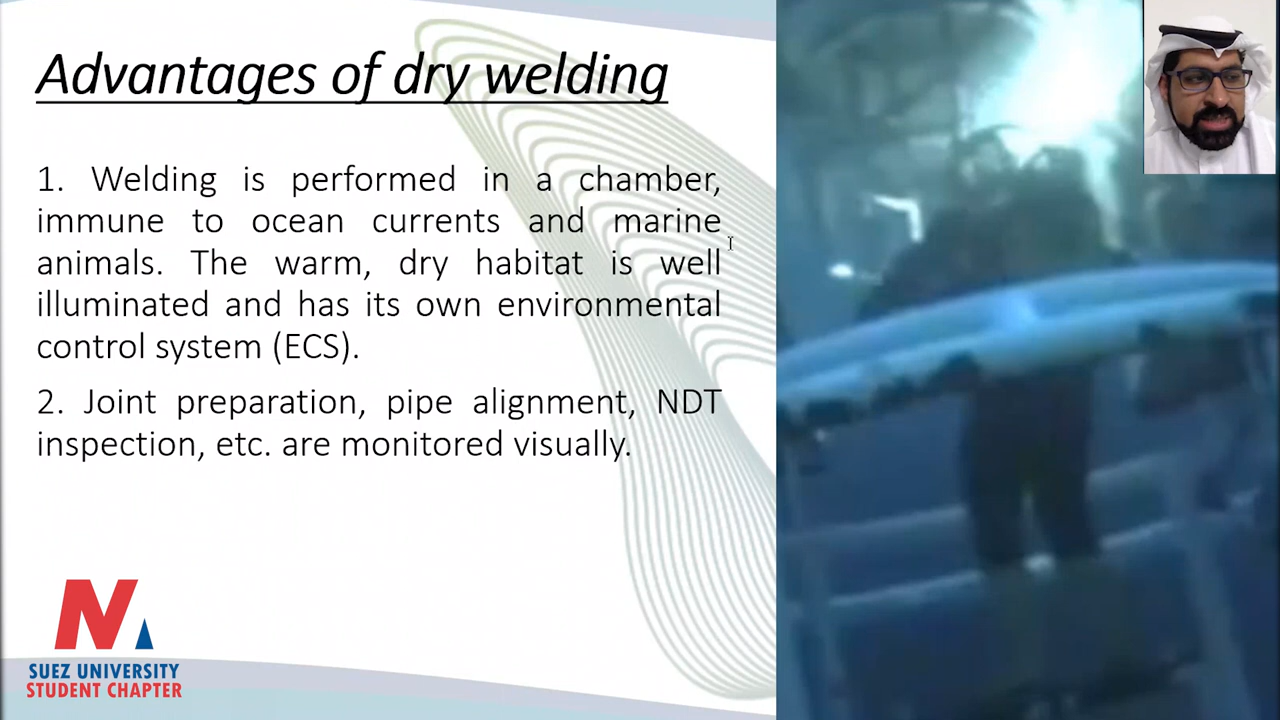 Advantages of dry welding
1. Welding is performed in a chamber,
immune to ocean currents and marine
animals. The warm, dry habitat is well
illuminated and has its own environmental
control system (ECS).
2. Joint preparation, pipe alignment, NDT
inspection, etc. are monitored visually.
SUEZ UNIVERSITY
STUDENT CHAPTER